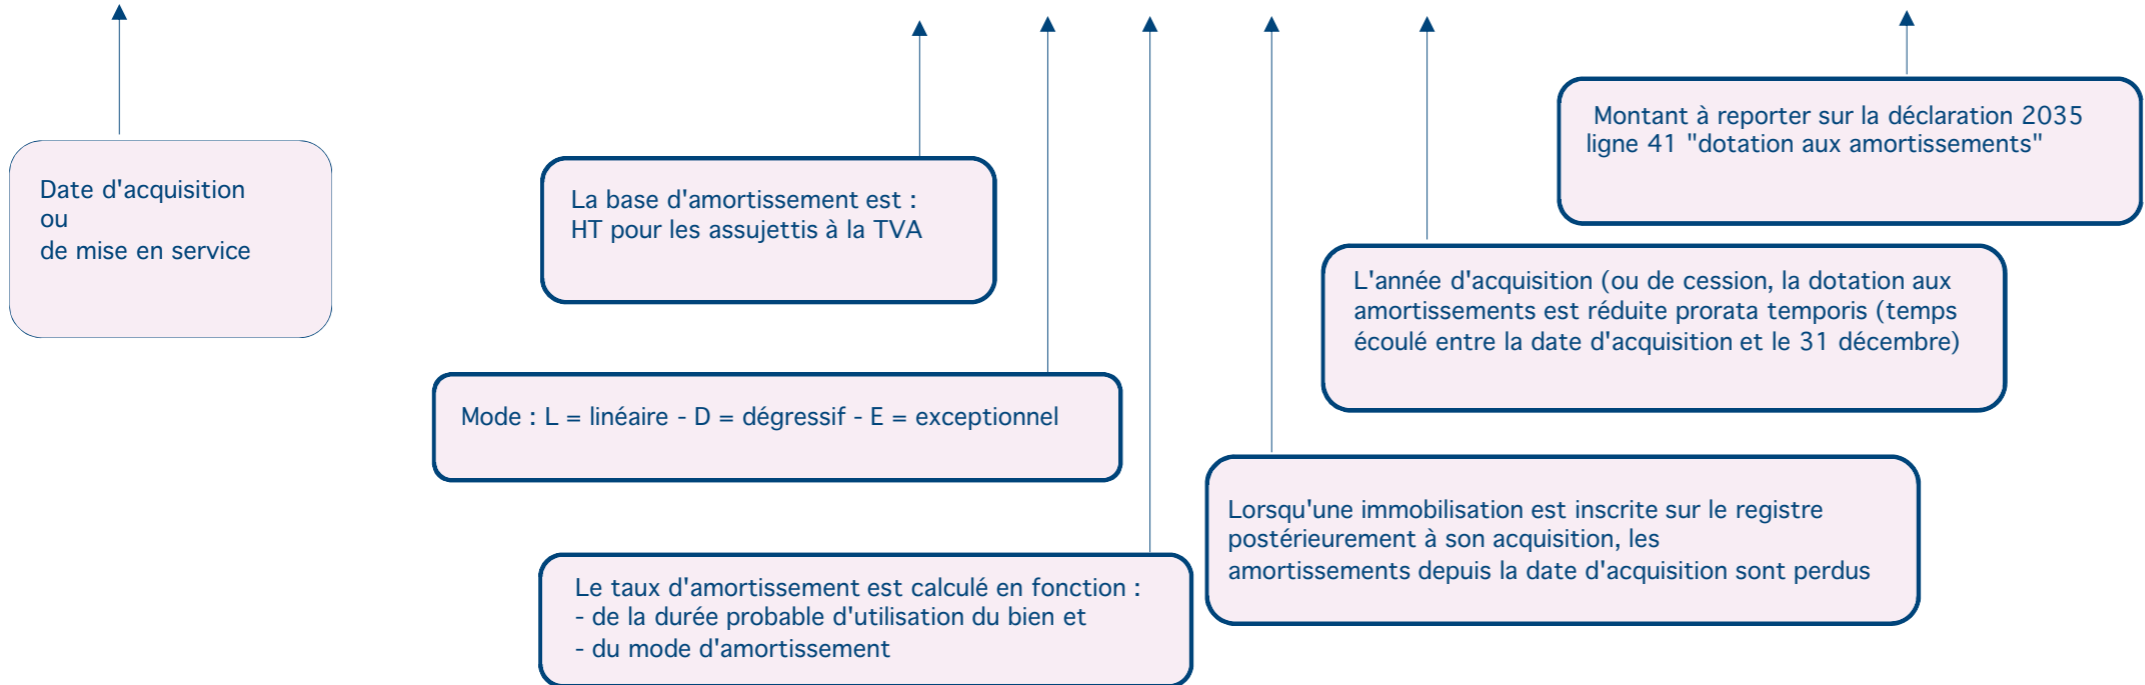 Date d'acquisition
ou
de mise en service
La base d'amortissement est :
HT pour les assujettis à la TVA
Montant à reporter sur la déclaration 2035
ligne 41 "dotation aux amortissements"
L'année d'acquisition (ou de cession, la dotation aux
amortissements est réduite prorata temporis (temps
écoulé entre la date d'acquisition et le 31 décembre)
Mode : L = linéaire - D = dégressif - E = exceptionnel
Lorsqu'une immobilisation est inscrite sur le registre
postérieurement à son acquisition, les
amortissements depuis la date d'acquisition sont perdus
Le taux d'amortissement est calculé en fonction :
- de la durée probable d'utilisation du bien et
- du mode d'amortissement